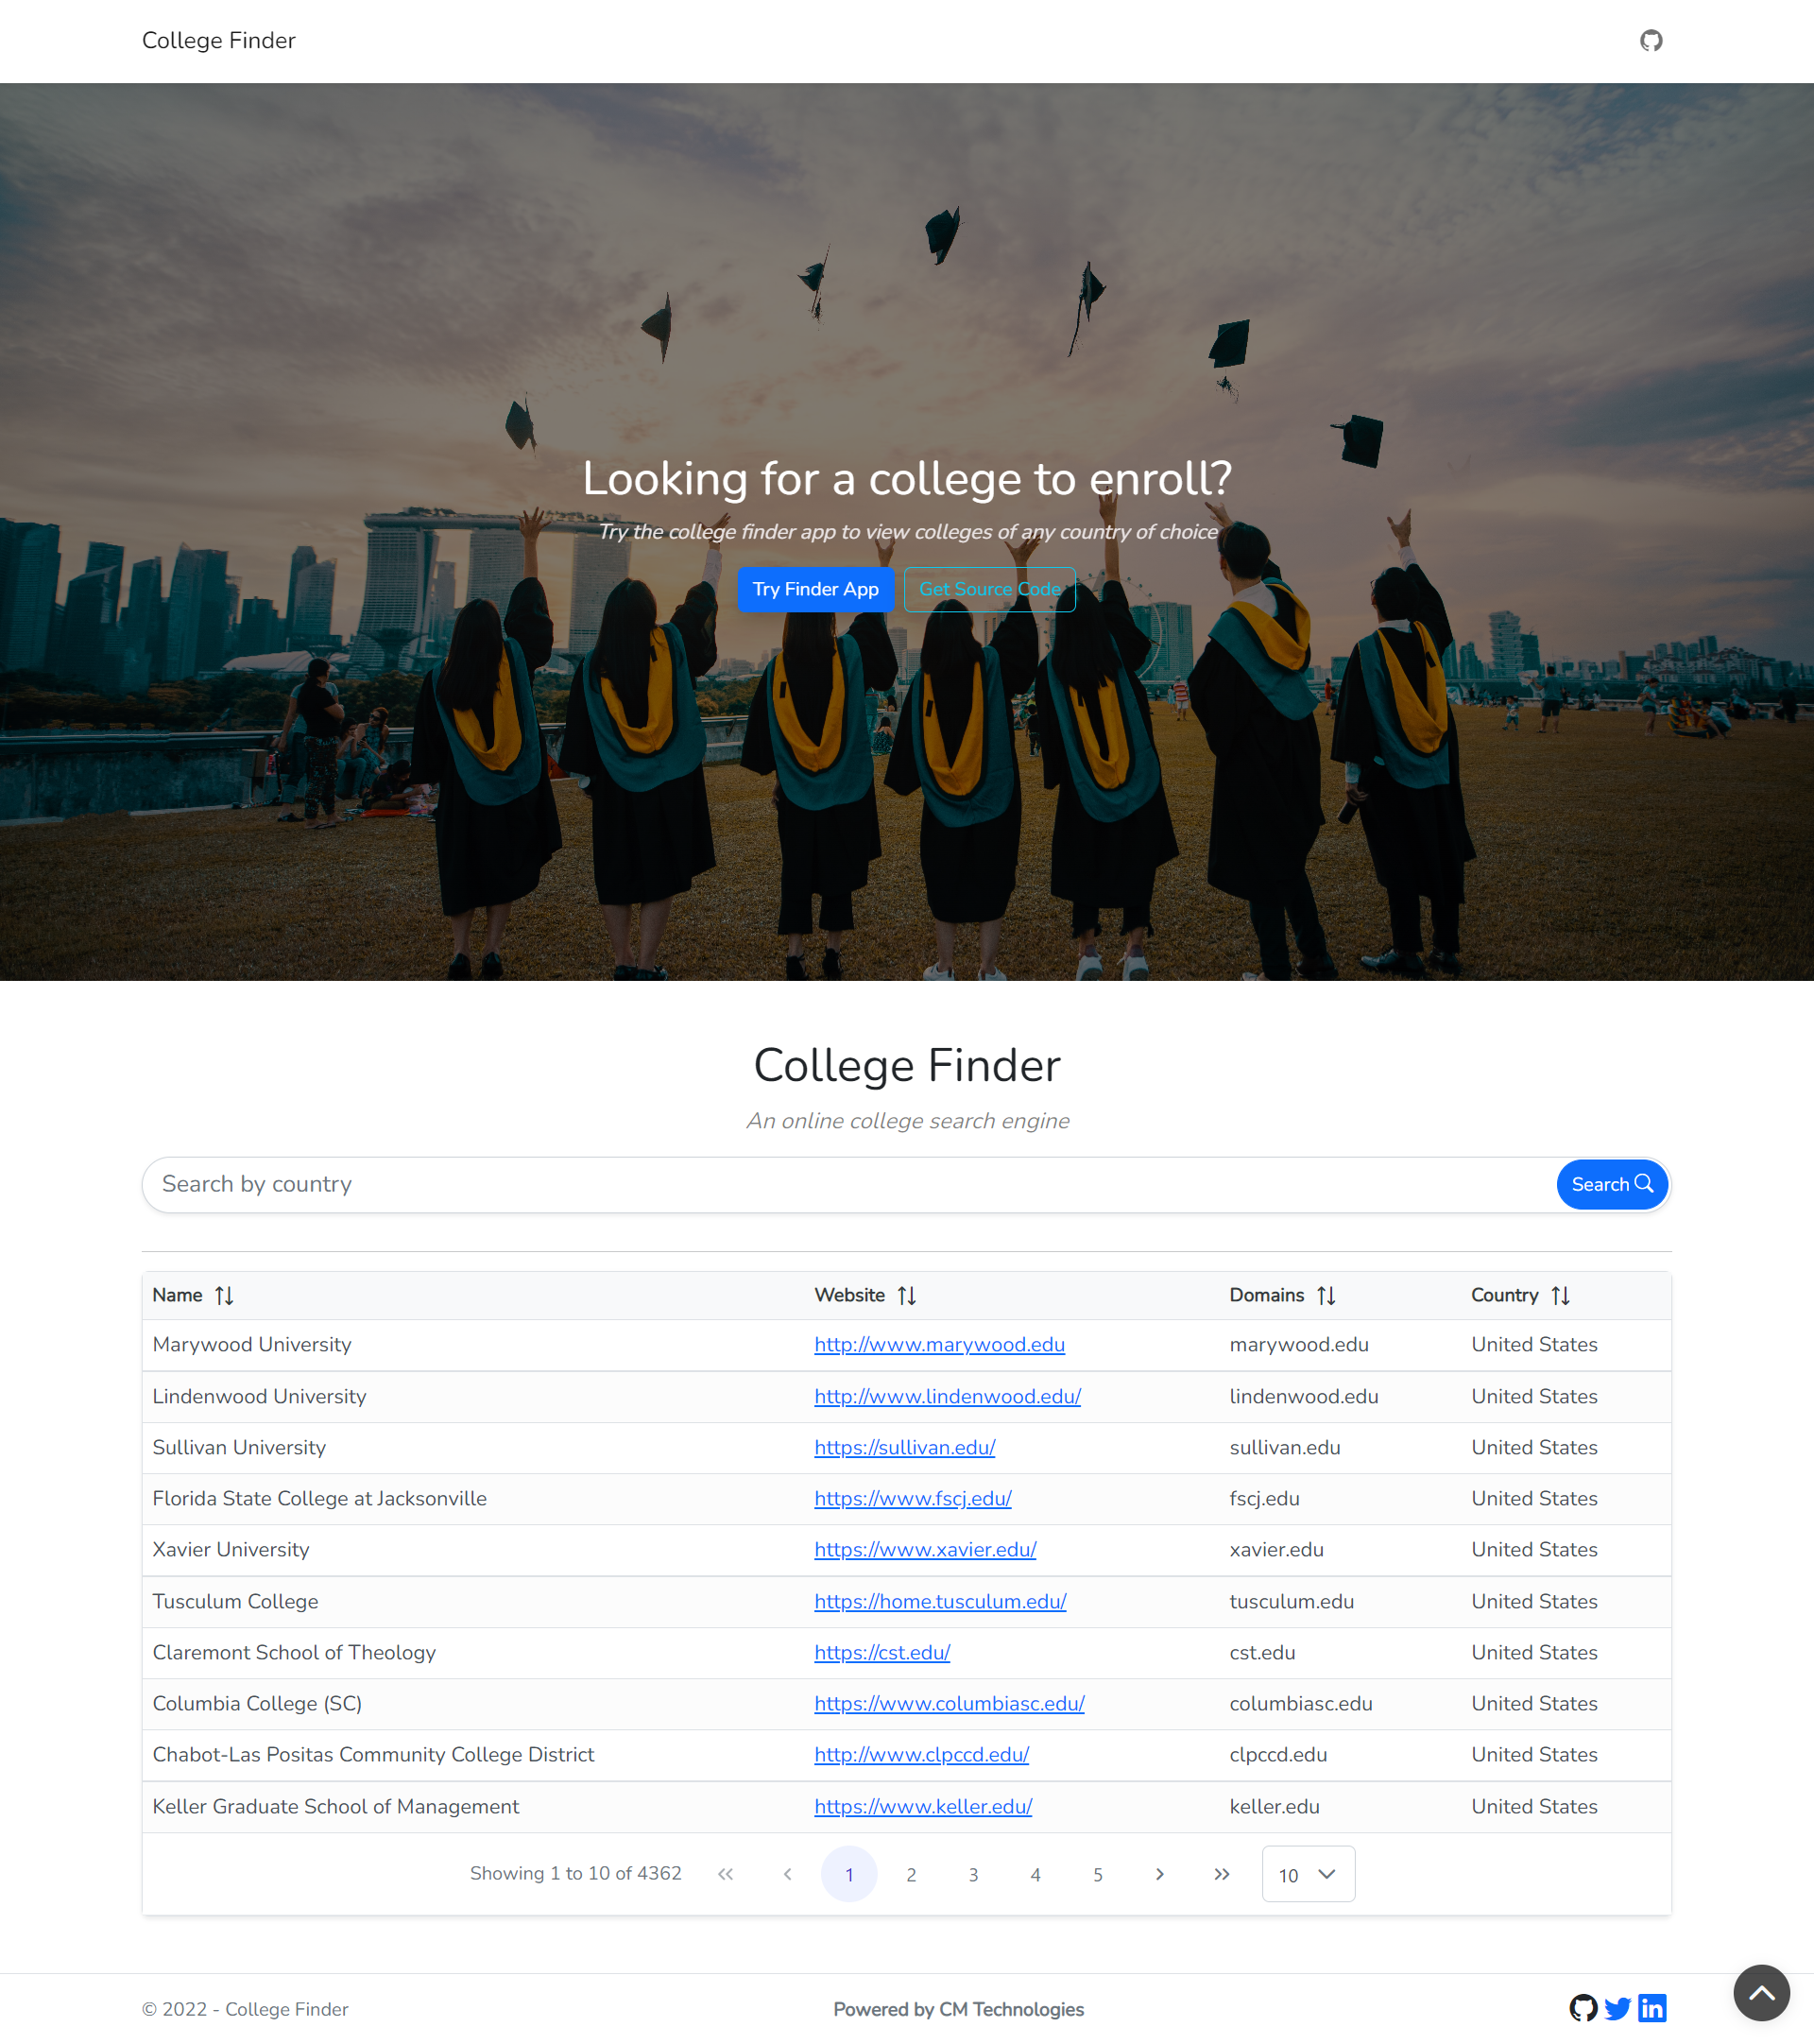 College Finder
Looking for a college to enroll?
Try the college finder app to view colleges of any country of choice
Try Finder App Get Source Code
College Finder
An online college search engine
Search by country Search
Name Website Domains Country
Marywood University http://www.marywood.edu marywood.edu United States
Lindenwood University http://www.lindenwood.edu/ lindenwood.edu United States
Sullivan University https://sullivan.edu/ sullivan.edu United States
Florida State College at Jacksonville https://www.fscj.edu/ fscj.edu United States
Xavier University https://www.xavier.edu/ xavier.edu United States
Tusculum College https://home.tusculum.edu/ tusculum.edu United States
Claremont School of Theology https://cst.edu/ cst.edu United States
Columbia College (SC) https://www.columbiasc.edu/ columbiasc.edu United States
Chabot-Las Positas Community College District http://www.clpccd.edu/ clpccd.edu United States
Keller Graduate School of Management https://www.keller.edu/ keller.edu United States
Showing 1 to 10 of 4362 « ‹ 1 2 3 4 5 › » 10
© 2022 - College Finder Powered by CM Technologies